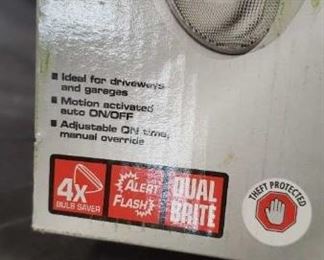 Ideal for driveways
and garages
Motion activated
auto ON/OFF
Adjustable ON time,
manual override
4X
BULB SAVER
ALERT
FLASH
DUAL
BRITE
THEFT PROTECTED